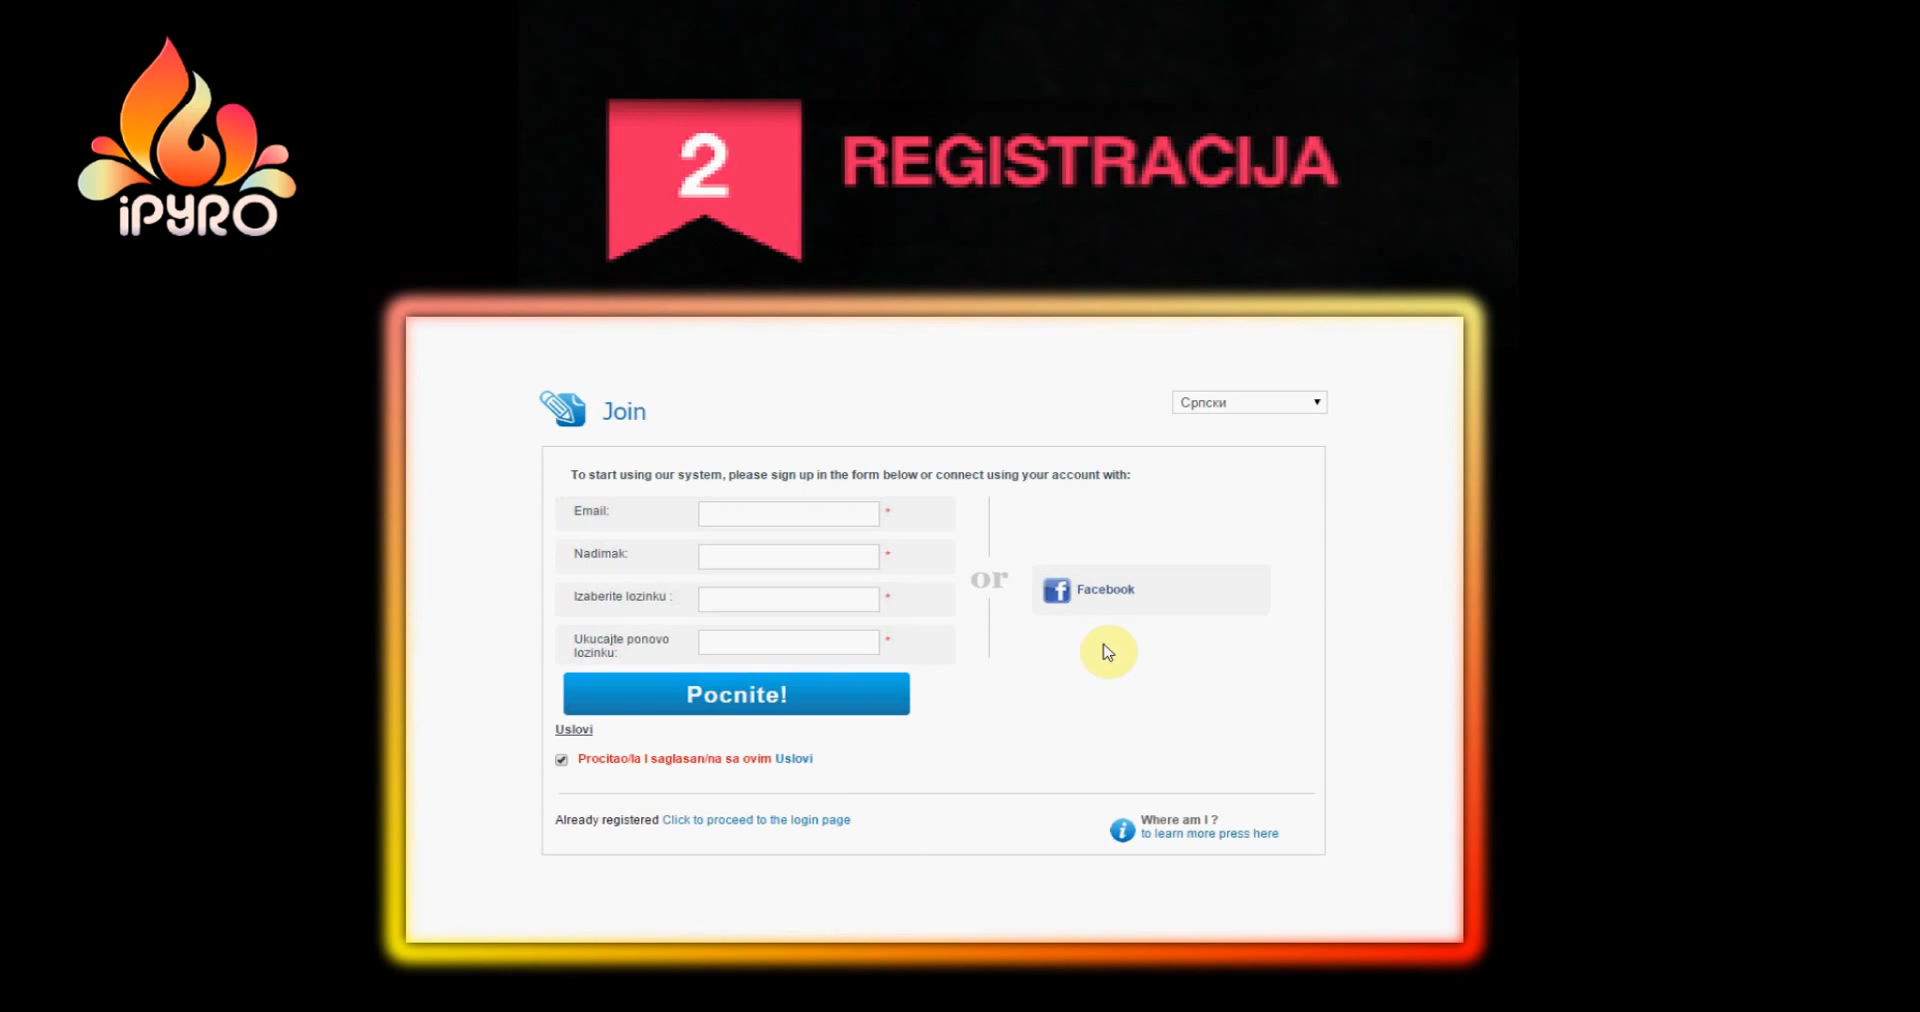 iPYRO
2 REGISTRACIJA
Join
Српски
To start using our system, please sign up in the form below or connect using your account with:
Email: *
Nadimak: *
Izaberite lozinku : *
Ukucajte ponovo
lozinku: *
or
Facebook
Pocnite!
Uslovi
Procitao/la I saglasan/na sa ovim Uslovi
Already registered Click to proceed to the login page
Where am I ?
to learn more press here